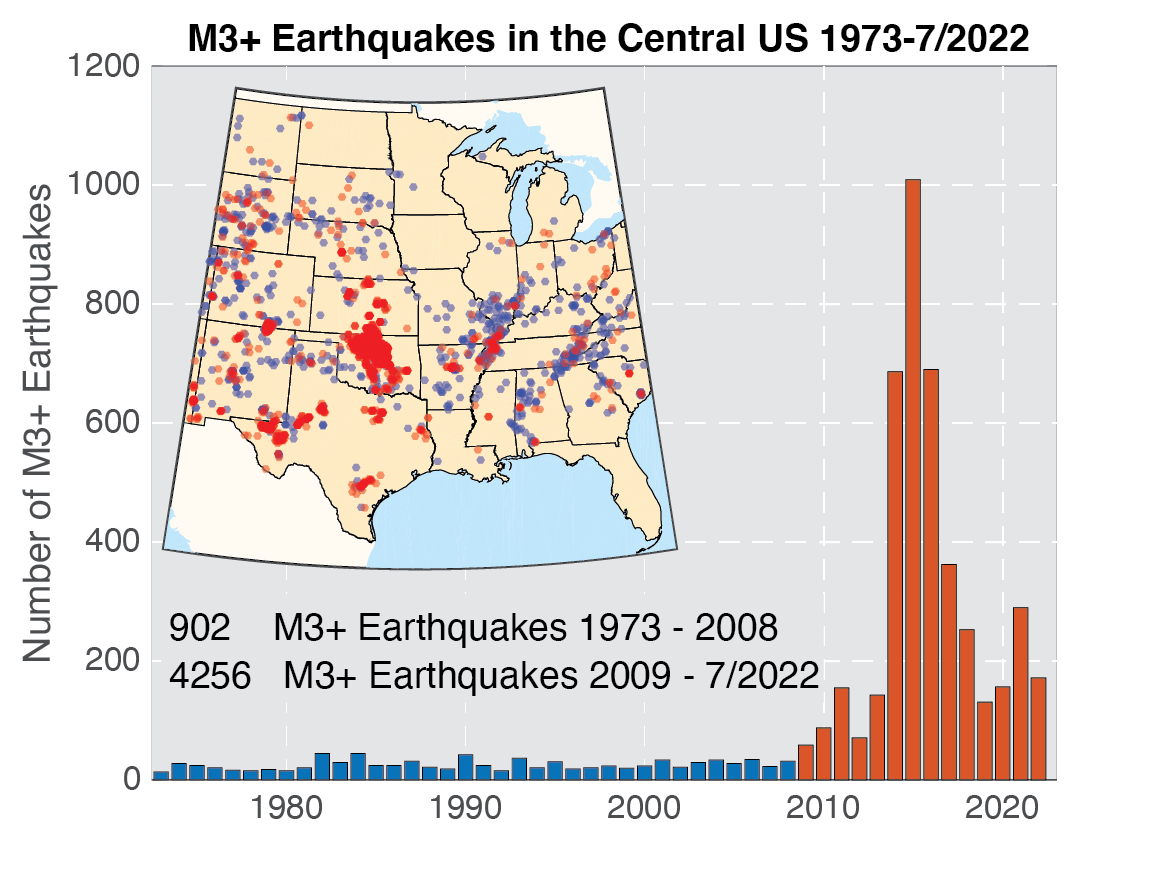 M3+ Earthquakes in the Central US 1973-7/2022
Number of M3+ Earthquakes
1200
1000
800
600
400
200
0
902 M3+ Earthquakes 1973 - 2008
4256 M3+ Earthquakes 2009 - 7/2022
1980 1990 2000 2010 2020